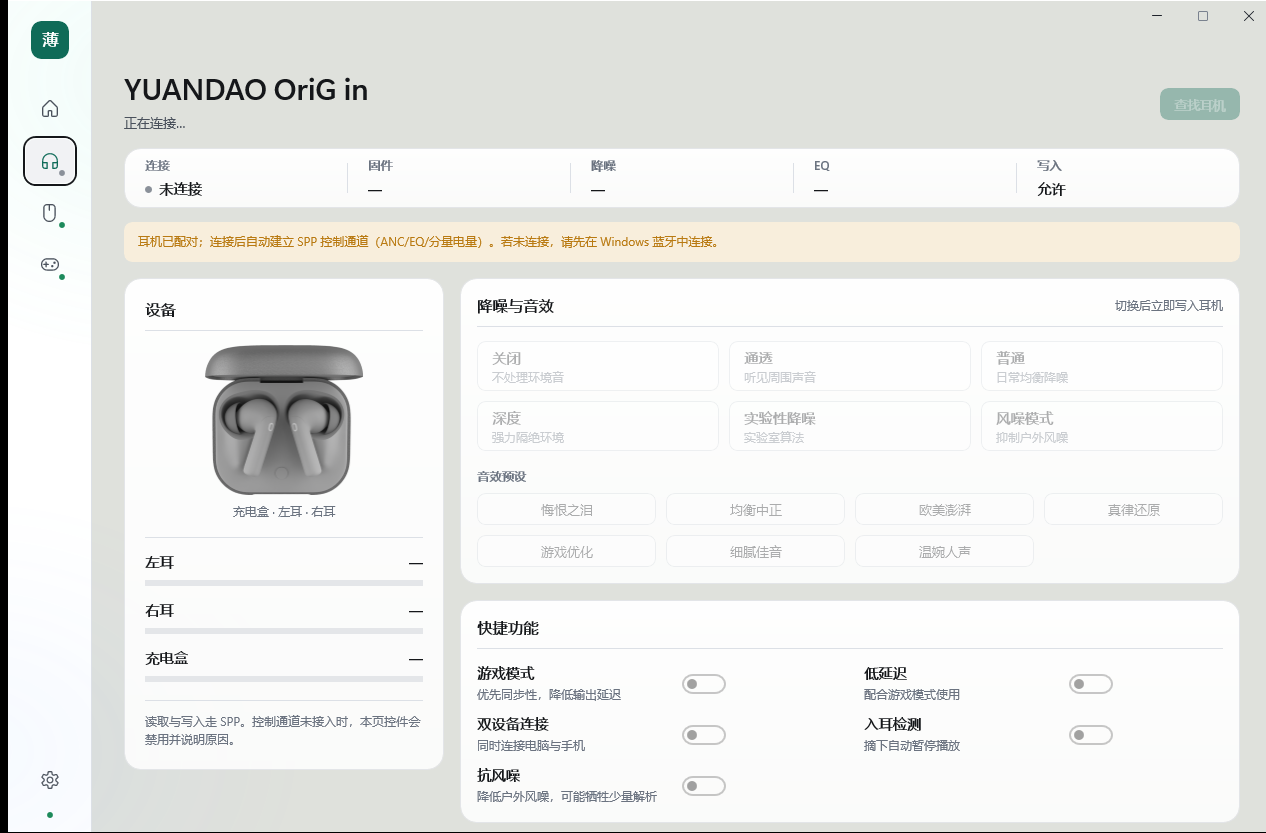 薄
YUANDAO OriG in
正在连接...
查找耳机
连接
未连接
固件
—
降噪
—
EQ
—
写入
允许
耳机已配对；连接后自动建立 SPP 控制通道（ANC/EQ/分量电量）。若未连接，请先在 Windows 蓝牙中连接。
设备
充电盒 · 左耳 · 右耳
左耳 —
右耳 —
充电盒 —
读取与写入走 SPP。控制通道未接入时，本页控件会
禁用并说明原因。
降噪与音效
切换后立即写入耳机
关闭
不处理环境音
通透
听见周围声音
普通
日常均衡降噪
深度
强力隔绝环境
实验性降噪
实验室算法
风噪模式
抑制户外风噪
音效预设
悔恨之泪
均衡中正
欧美澎湃
真律还原
游戏优化
细腻佳音
温婉人声
快捷功能
游戏模式
优先同步性，降低输出延迟
低延迟
配合游戏模式使用
双设备连接
同时连接电脑与手机
入耳检测
摘下自动暂停播放
抗风噪
降低户外风噪，可能牺牲少量解析